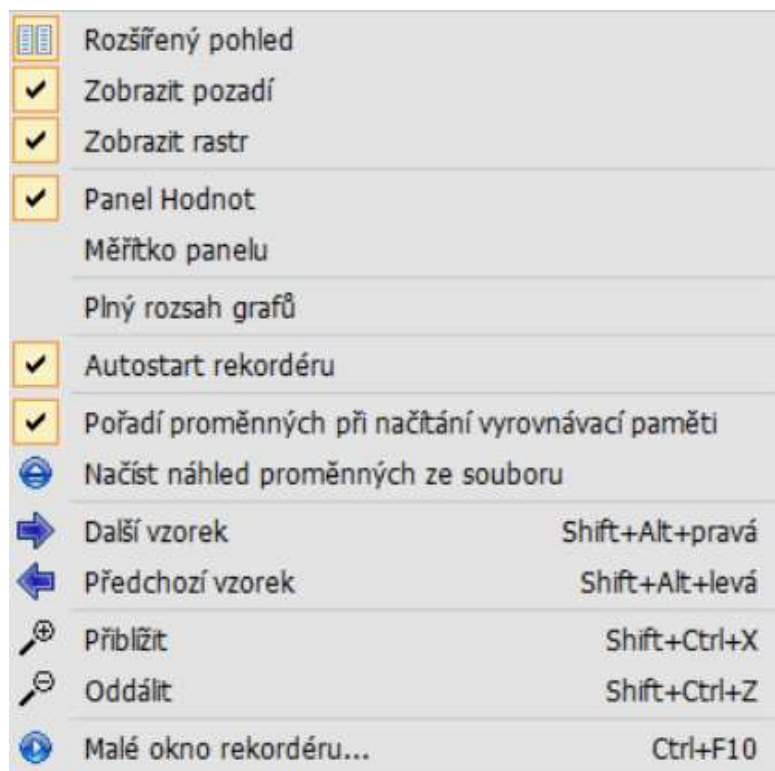 Rozšířený pohled
Zobrazit pozadí
Zobrazit rastr
Panel Hodnot
Měřítko panelu
Plný rozsah grafů
Autostart rekordéru
Pořadí proměnných při načítání vyrovnávací paměti
Načíst náhled proměnných ze souboru
Další vzorek Shift+Alt+pravá
Předchozí vzorek Shift+Alt+levá
Přiblížit Shift+Ctrl+X
Oddálit Shift+Ctrl+Z
Malé okno rekordéru... Ctrl+F10